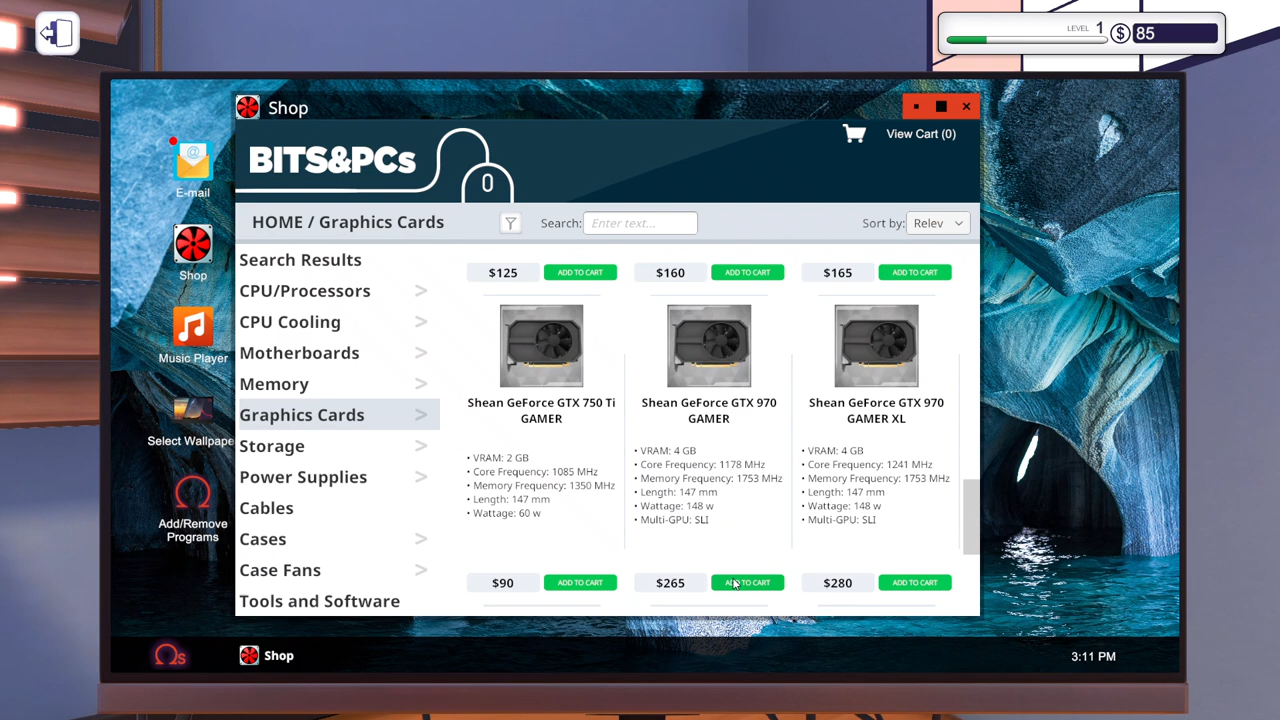 LEVEL 1
$ 85
Shop
BITS&PCs
View Cart (0)
HOME / Graphics Cards
Search:
Enter text...
Sort by:
Relev
E-mail
Shop
Music Player
Select Wallpape
Add/Remove
Programs
Search Results
CPU/Processors >
CPU Cooling >
Motherboards >
Memory >
Graphics Cards >
Storage >
Power Supplies >
Cables
Cases >
Case Fans >
Tools and Software
$125
ADD TO CART
$160
ADD TO CART
$165
ADD TO CART
Shean GeForce GTX 750 Ti
GAMER
• VRAM: 2 GB
• Core Frequency: 1085 MHz
• Memory Frequency: 1350 MHz
• Length: 147 mm
• Wattage: 60 w
$90
ADD TO CART
Shean GeForce GTX 970
GAMER
• VRAM: 4 GB
• Core Frequency: 1178 MHz
• Memory Frequency: 1753 MHz
• Length: 147 mm
• Wattage: 148 w
• Multi-GPU: SLI
$265
ADD TO CART
Shean GeForce GTX 970
GAMER XL
• VRAM: 4 GB
• Core Frequency: 1241 MHz
• Memory Frequency: 1753 MHz
• Length: 147 mm
• Wattage: 148 w
• Multi-GPU: SLI
$280
ADD TO CART
Ωs
Shop
3:11 PM